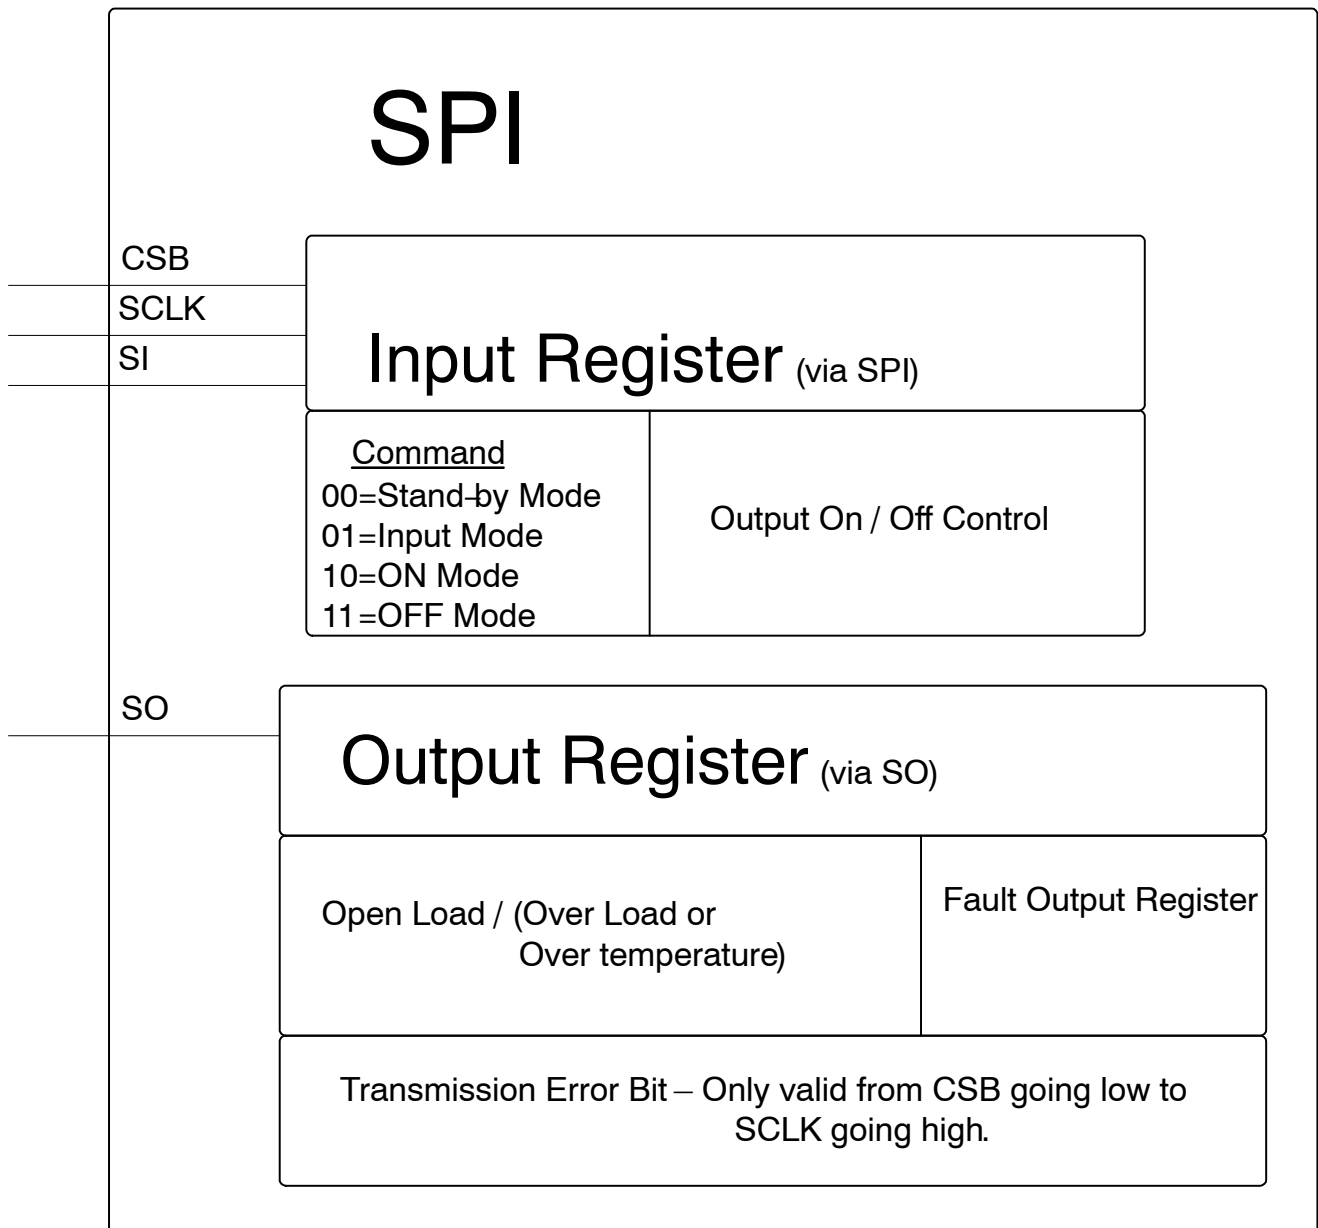 SPI
CSB
SCLK
SI
Input Register (via SPI)
Command
00=Stand-by Mode
01=Input Mode
10=ON Mode
11=OFF Mode
Output On / Off Control
SO
Output Register (via SO)
Open Load / (Over Load or
Over temperature)
Fault Output Register
Transmission Error Bit – Only valid from CSB going low to
SCLK going high.